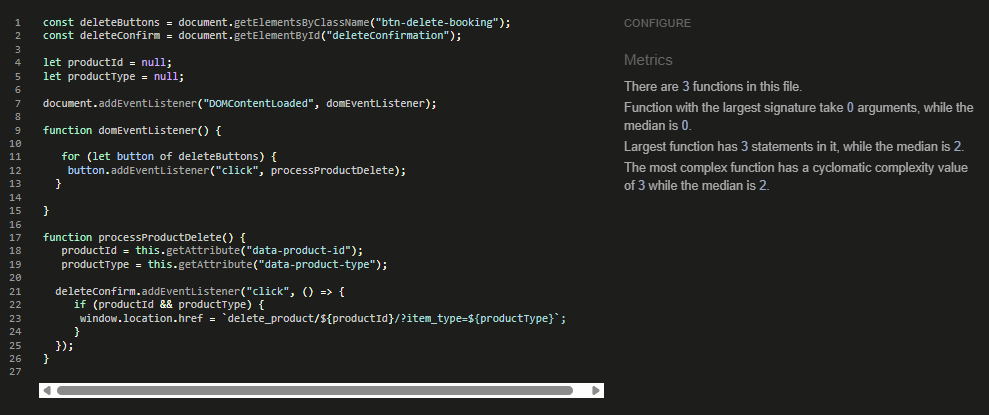 1 const deleteButtons = document.getElementsByClassName("btn-delete-booking");
2 const deleteConfirm = document.getElementById("deleteConfirmation");
3
4 let productId = null;
5 let productType = null;
6
7 document.addEventListener("DOMContentLoaded", domEventListener);
8
9 function domEventListener() {
10
11 for (let button of deleteButtons) {
12 button.addEventListener("click", processProductDelete);
13 }
14
15 }
16
17 function processProductDelete() {
18 productId = this.getAttribute("data-product-id");
19 productType = this.getAttribute("data-product-type");
20
21 deleteConfirm.addEventListener("click", () => {
22 if (productId && productType) {
23 window.location.href = `delete_product/${productId}/?item_type=${productType}`;
24 }
25 });
26 }
27
CONFIGURE
Metrics
There are 3 functions in this file.
Function with the largest signature take 0 arguments, while the
median is 0.
Largest function has 3 statements in it, while the median is 2.
The most complex function has a cyclomatic complexity value
of 3 while the median is 2.